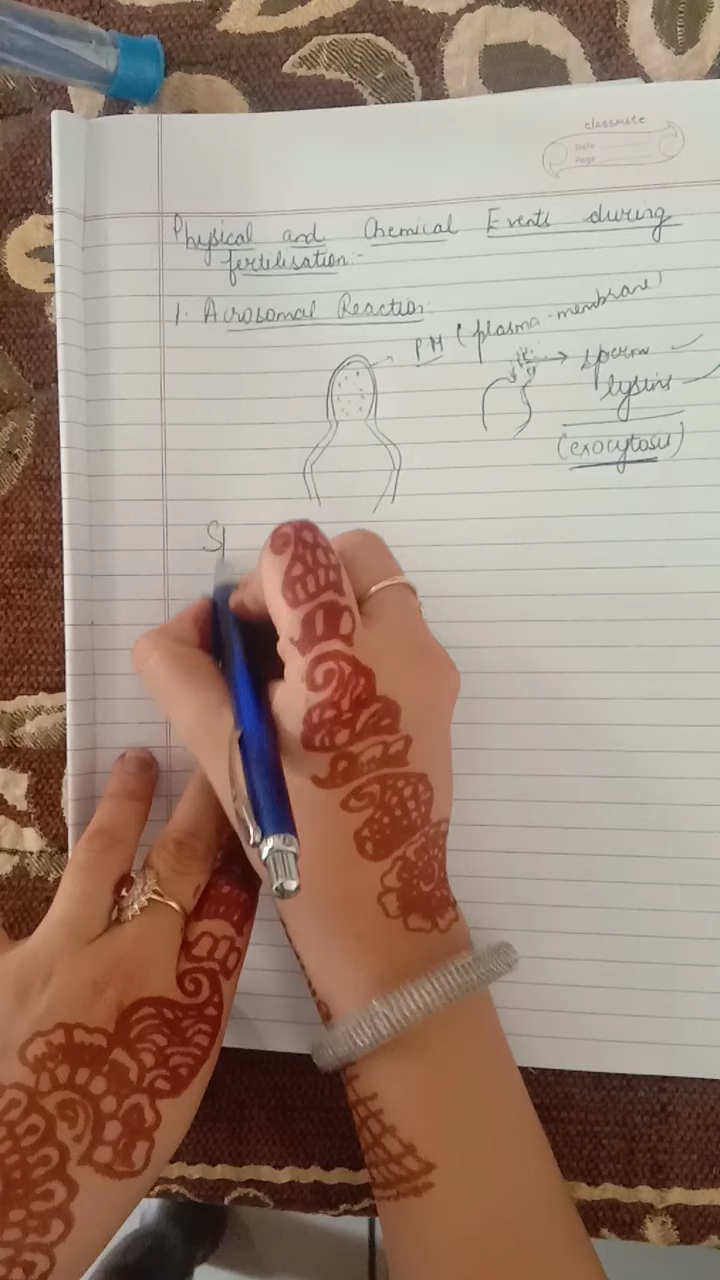 classmate
Date
Page
Physical and Chemical Events during
fertilisation:-
1. Acrosomal Reaction:
PM (plasma-membrane)
sperm
lysins
(exocytosis)
S